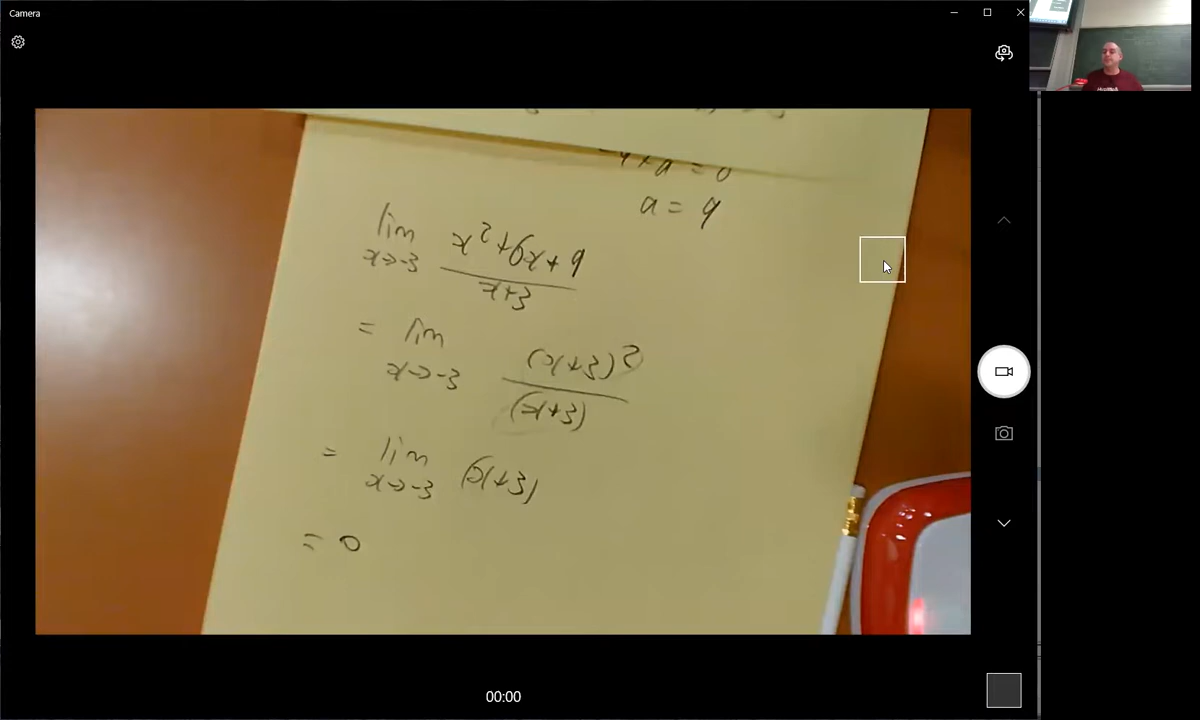 Camera
a = 9
lim x→-3 x²+6x+9 / x+3
= lim x→-3 (x+3)² / (x+3)
= lim x→-3 (x+3)
= 0
00:00